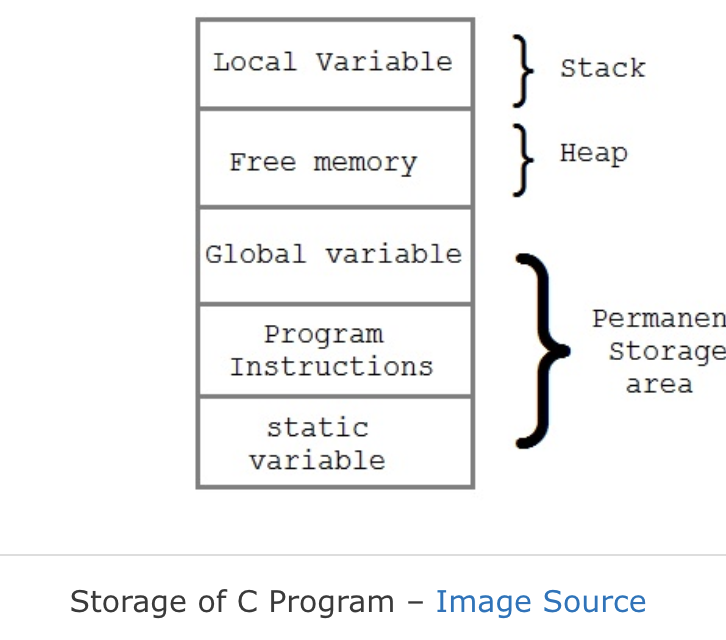 Local Variable
Stack
Free memory
Heap
Global variable
Program
Instructions
Permanen
Storage
area
static
variable
Storage of C Program – Image Source